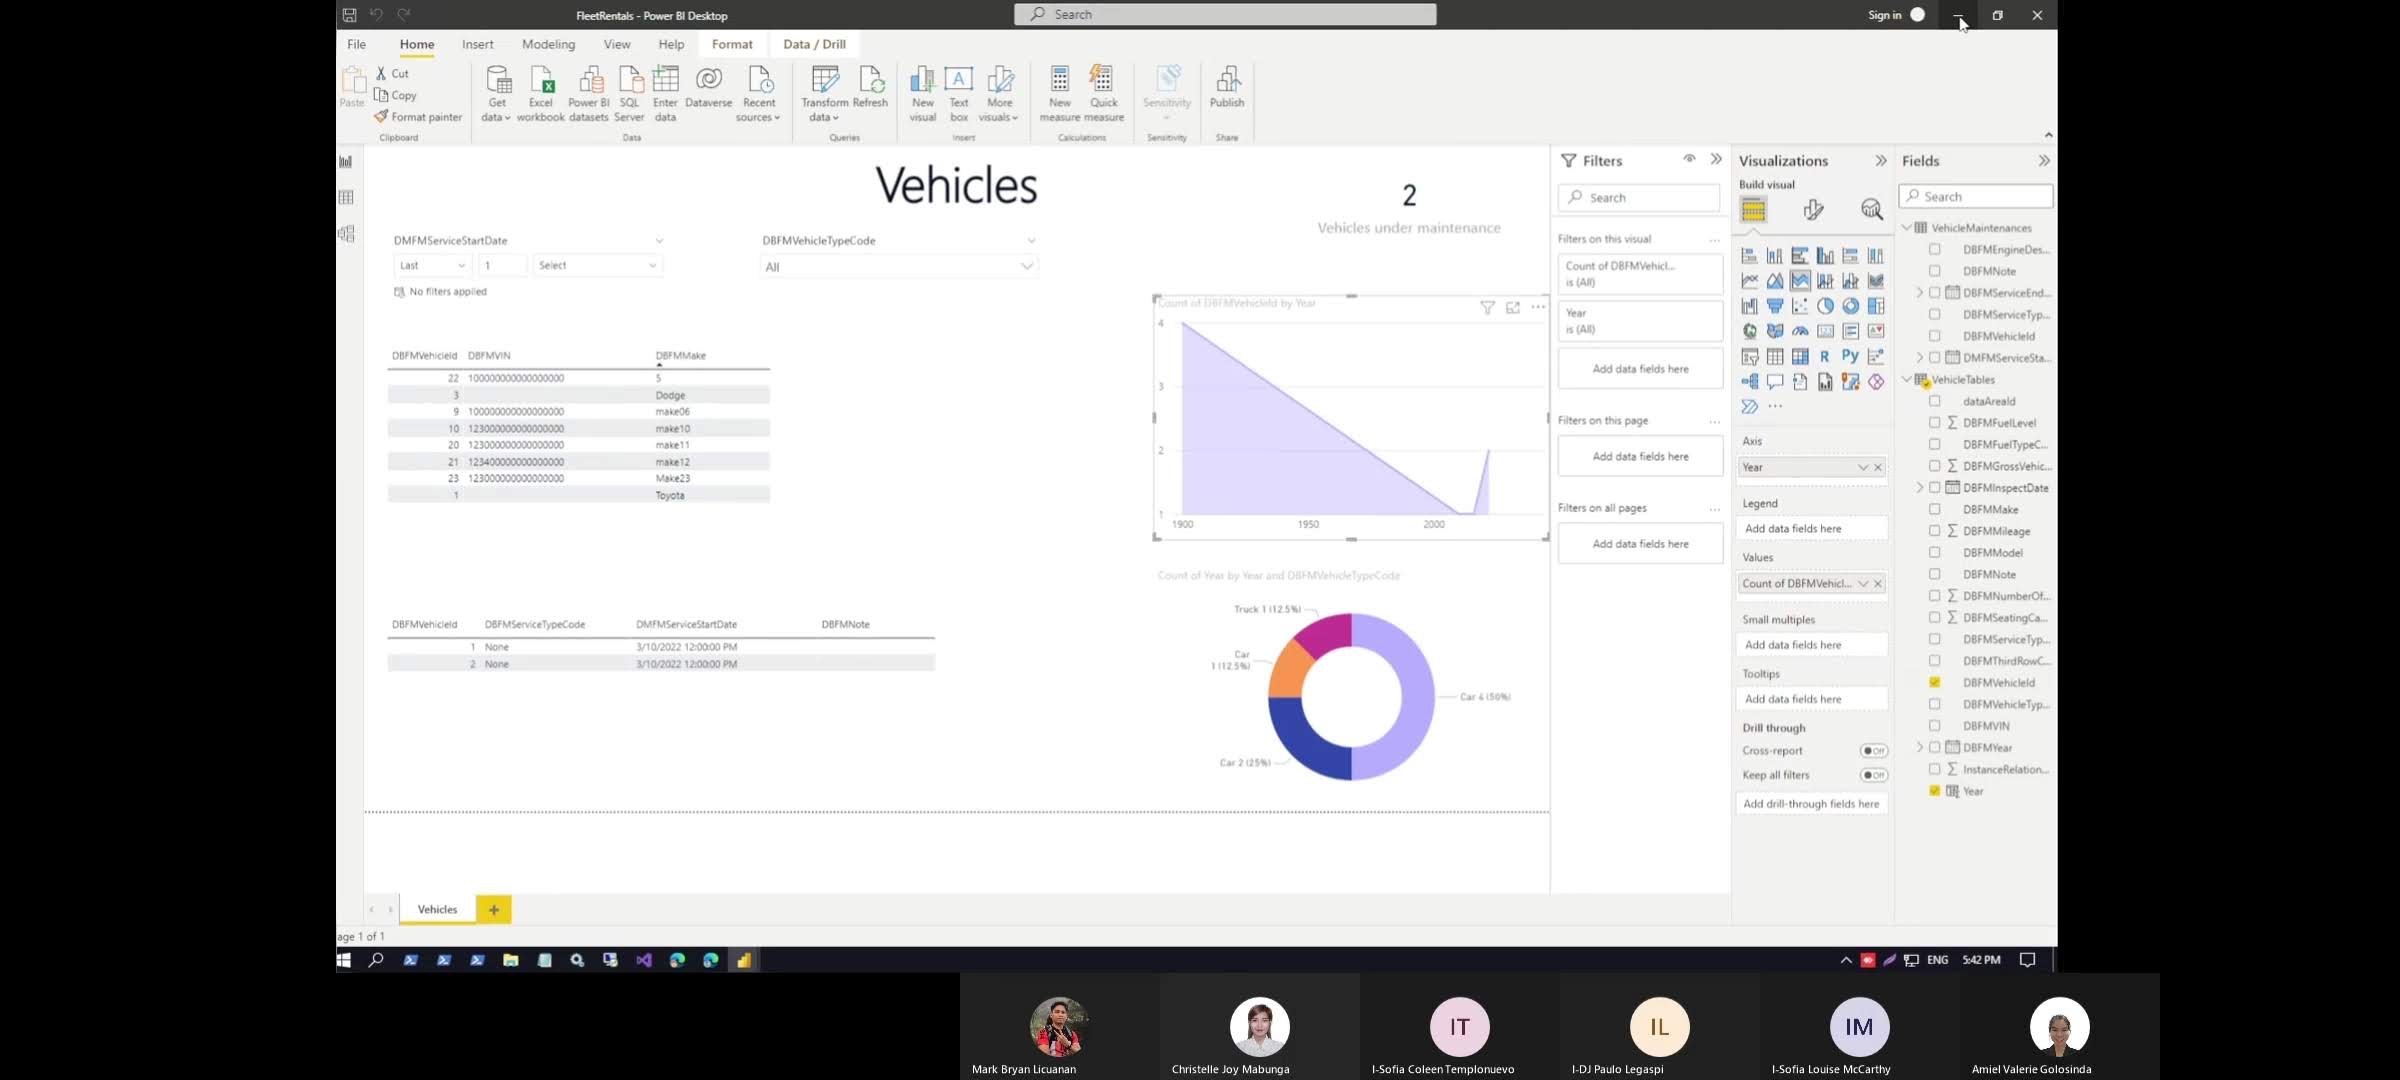 FleetRentals - Power BI Desktop
Search
Sign in
File Home Insert Modeling View Help Format Data / Drill
Paste
Cut
Copy
Format painter
Clipboard
Get data
Excel workbook
Power BI datasets
SQL Server
Enter data
Dataverse
Recent sources
Data
Transform data
Refresh
Queries
New visual
Text box
More visuals
Insert
New measure
Quick measure
Calculations
Sensitivity
Sensitivity
Publish
Share
Vehicles
2
Vehicles under maintenance
DMFMServiceStartDate
Last 1 Select
No filters applied
DBFMVehicleTypeCode
All
DBFMVehicleId DBFMVIN DBFMMake
22 100000000000000000 5
3 Dodge
9 100000000000000000 make06
10 123000000000000000 make10
20 123000000000000000 make11
21 123400000000000000 make12
23 123000000000000000 Make23
1 Toyota
DBFMVehicleId DBFMServiceTypeCode DMFMServiceStartDate DBFMNote
1 None 3/10/2022 12:00:00 PM
2 None 3/10/2022 12:00:00 PM
Count of DBFMVehicleId by Year
4
3
2
1
1900 1950 2000
Count of Year by Year and DBFMVehicleTypeCode
Truck 1 (12.5%)
Car
1 (12.5%)
Car 4 (50%)
Car 2 (25%)
Filters
Search
Filters on this visual ...
Count of DBFMVehicl...
is (All)
Year
is (All)
Add data fields here
Filters on this page ...
Add data fields here
Filters on all pages ...
Add data fields here
Visualizations
Build visual
R Py
...
Axis
Year
Legend
Add data fields here
Values
Count of DBFMVehicl...
Small multiples
Add data fields here
Tooltips
Add data fields here
Drill through
Cross-report Off
Keep all filters Off
Add drill-through fields here
Fields
Search
VehicleMaintenances
DBFMEngineDes...
DBFMNote
DBFMServiceEnd...
DBFMServiceTyp...
DBFMVehicleId
DMFMServiceSta...
VehicleTables
dataAreaId
DBFMFuelLevel
DBFMFuelTypeC...
DBFMGrossVehic...
DBFMInspectDate
DBFMMake
DBFMMileage
DBFMModel
DBFMNote
DBFMNumberOf...
DBFMSeatingCa...
DBFMServiceTyp...
DBFMThirdRowC...
DBFMVehicleId
DBFMVehicleTyp...
DBFMVIN
DBFMYear
InstanceRelation...
Year
Vehicles
age 1 of 1
ENG 5:42 PM
IT IL IM
Mark Bryan Licuanan Christelle Joy Mabunga I-Sofia Coleen Templonuevo I-DJ Paulo Legaspi I-Sofia Louise McCarthy Amiel Valerie Golosinda